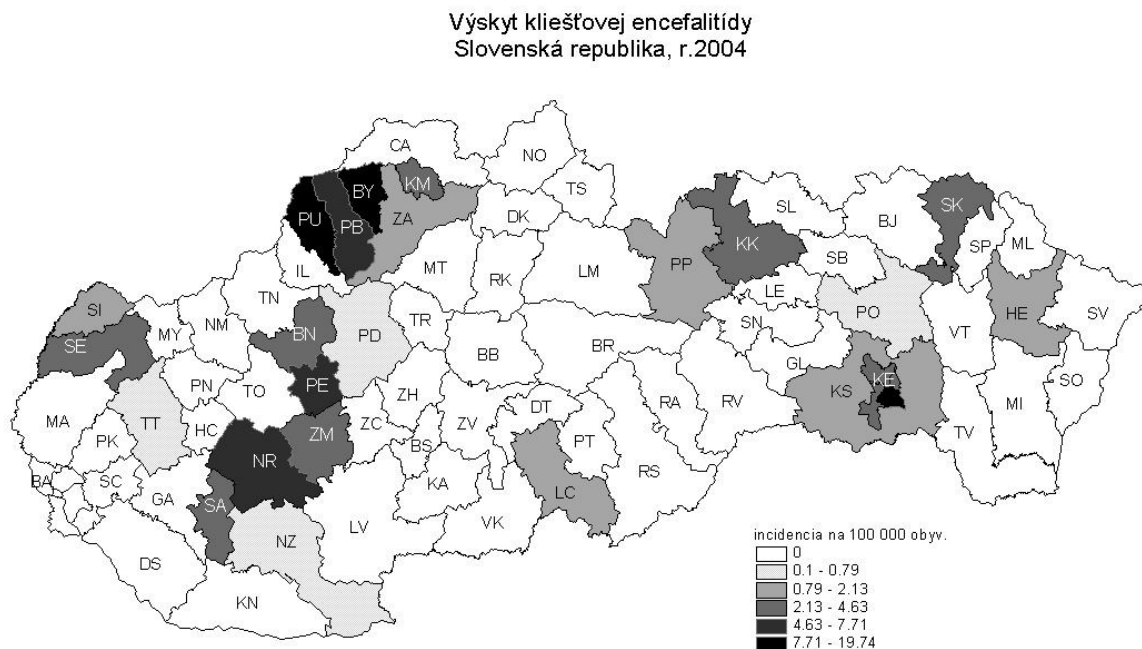 Výskyt kliešťovej encefalitídy
Slovenská republika, r.2004
CA
NO
TS
KM
BY
PU
PB
ZA
DK
SL
BJ
SK
SP
ML
KK
SB
IL
MT
RK
LM
PP
LE
TN
SI
MY
NM
BN
PD
TR
SN
PO
VT
HE
SV
SE
BB
BR
GL
PN
TO
PE
ZH
KS
KE
SO
MA
TT
HC
ZC
DT
RA
RV
MI
PK
ZM
BS
ZV
PT
TV
BA
SC
NR
GA
SA
KA
LC
RS
LV
VK
NZ
DS
KN
incidencia na 100 000 obyv.
0
0.1 - 0.79
0.79 - 2.13
2.13 - 4.63
4.63 - 7.71
7.71 - 19.74